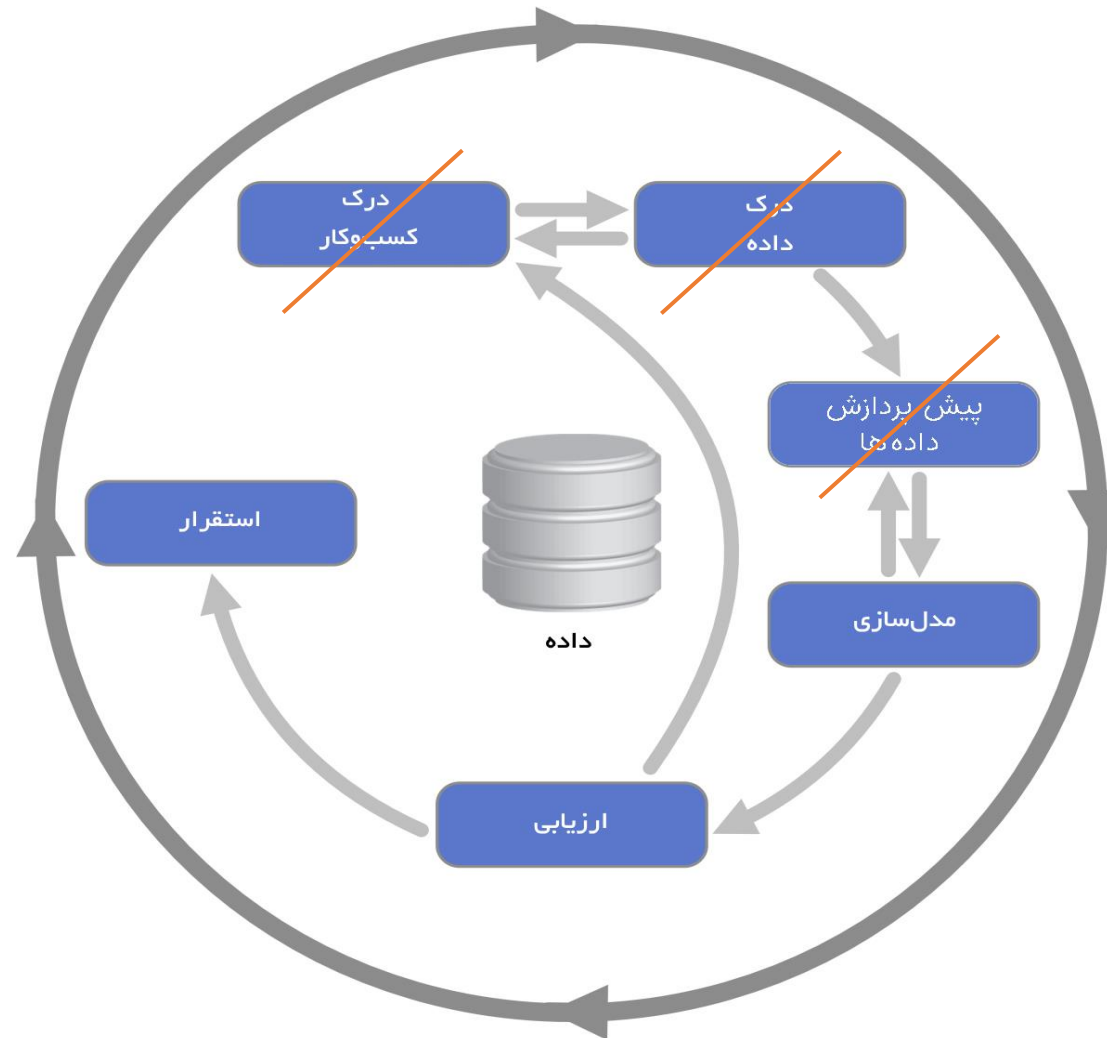 درک
کسب‌وکار
درک
داده
پیش پردازش
داده‌ها
مدل‌سازی
ارزیابی
استقرار
داده